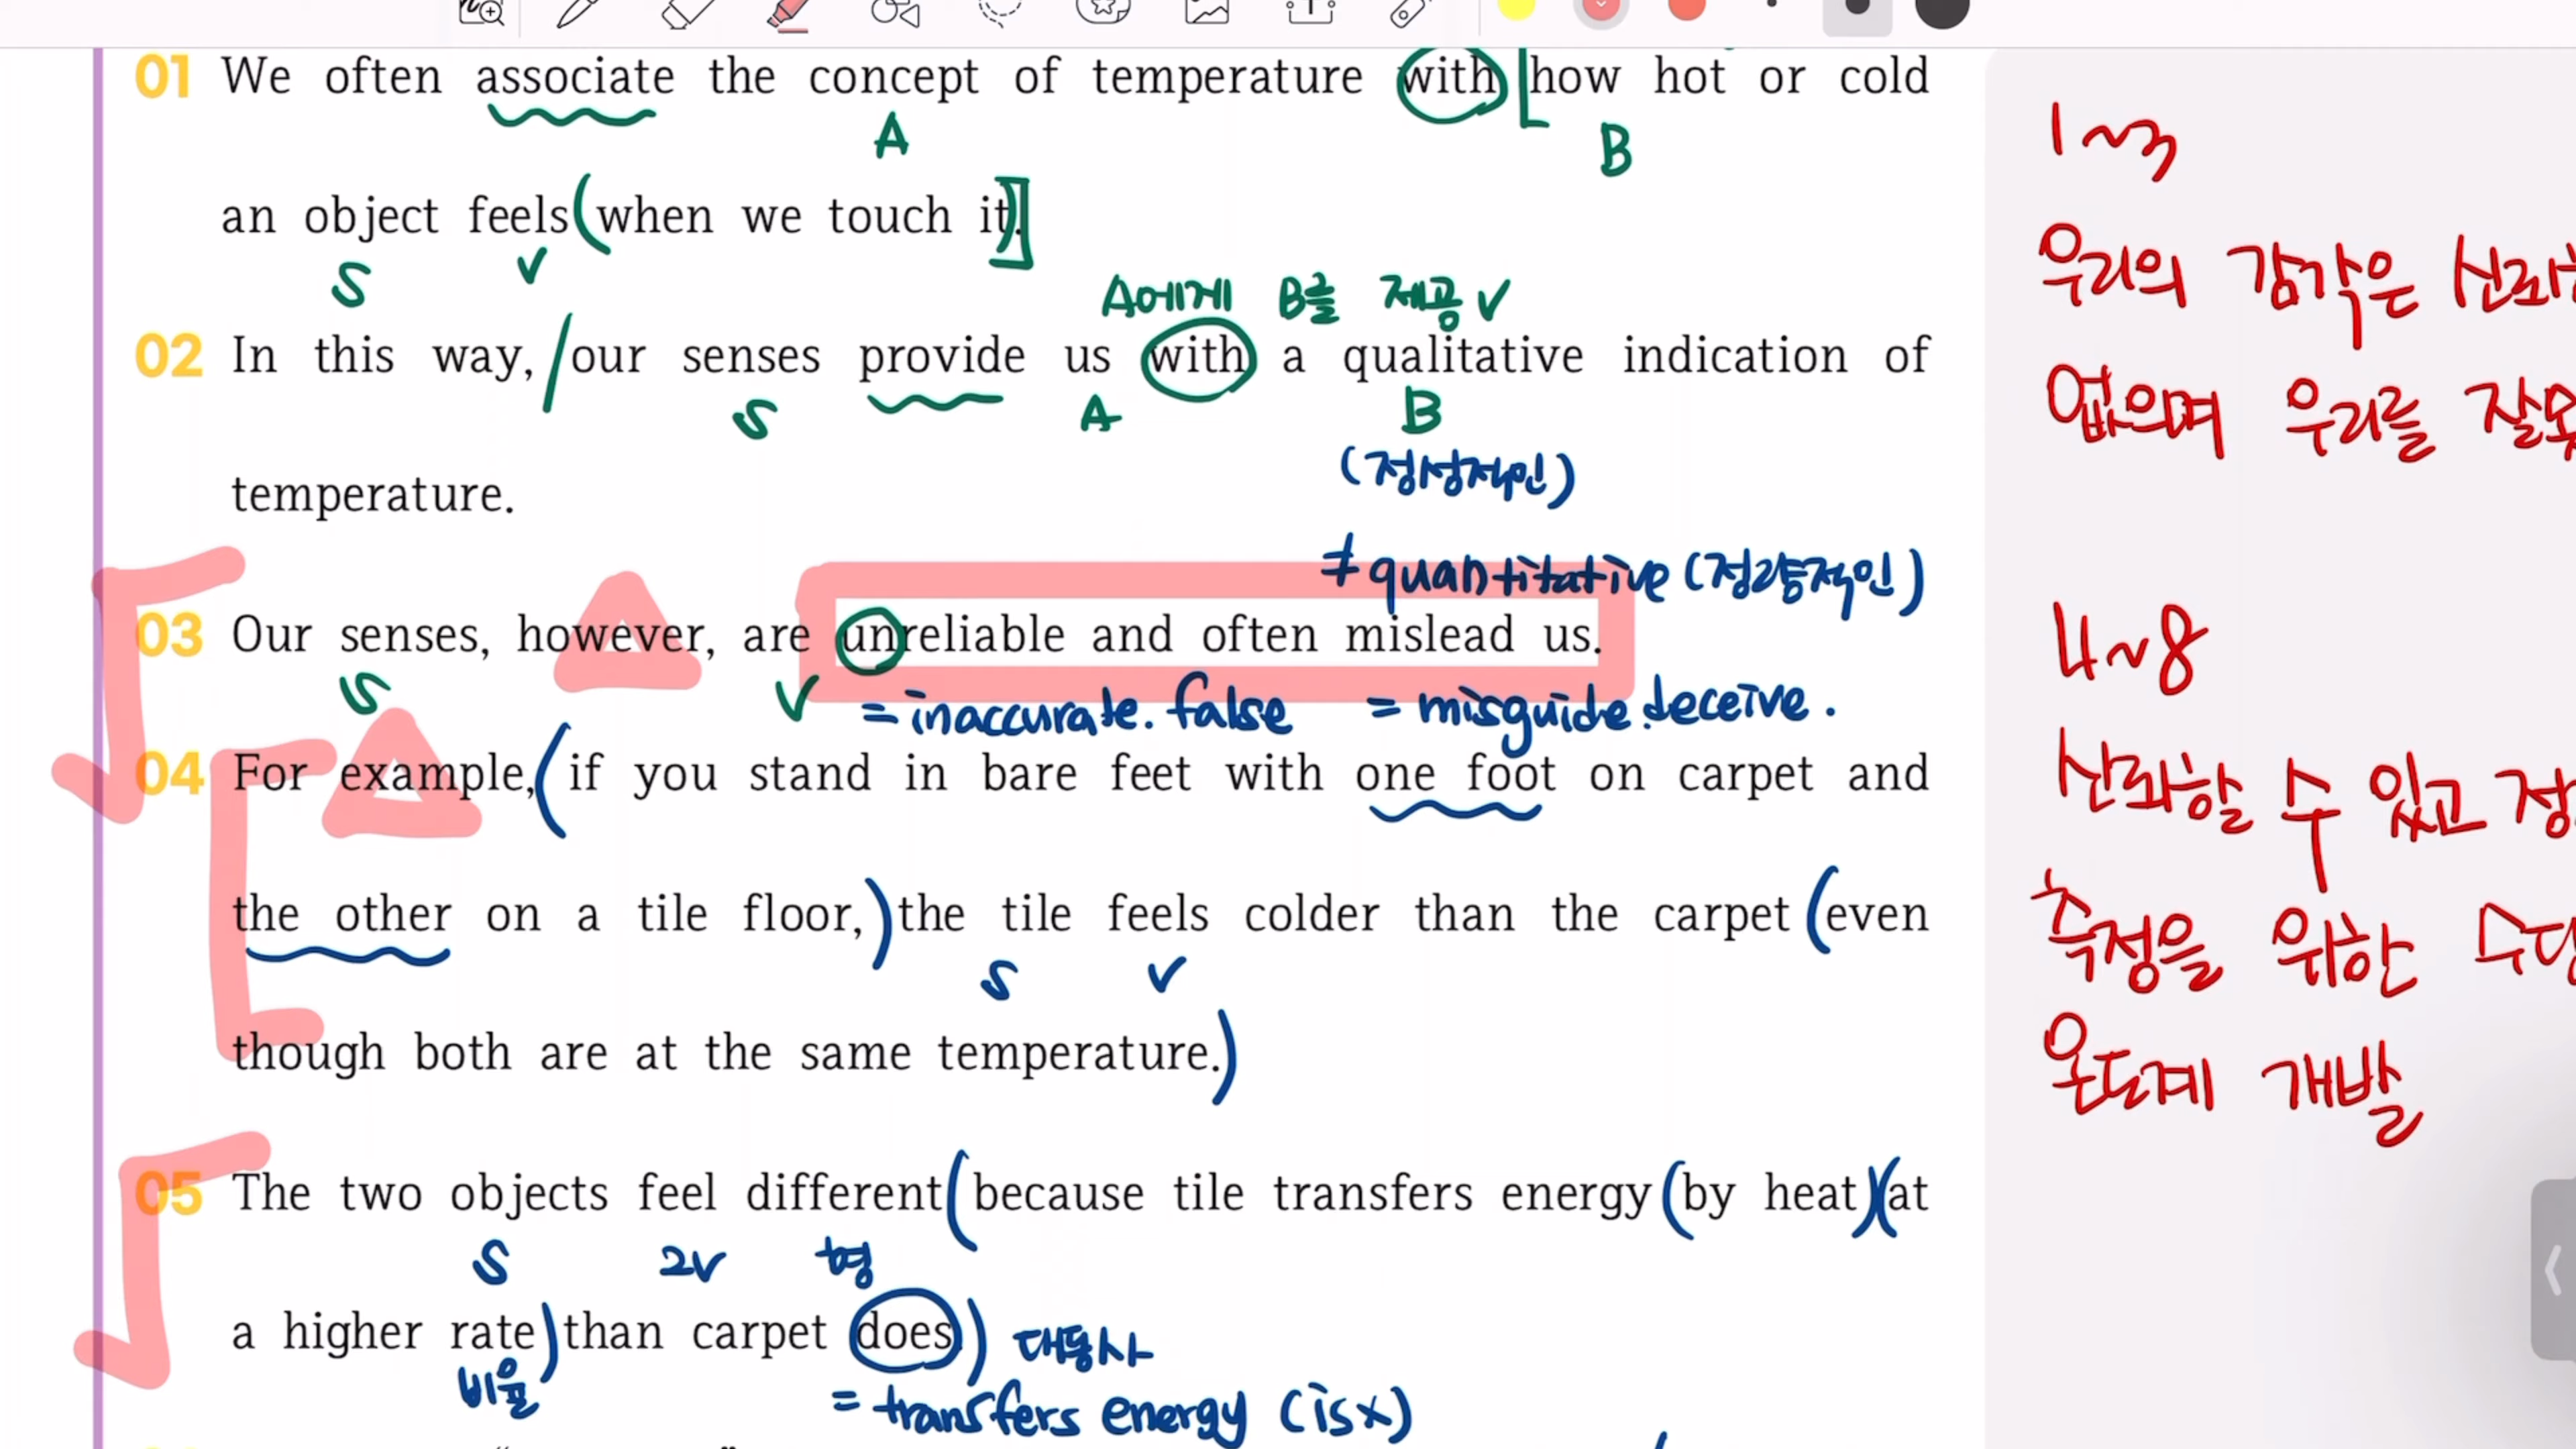 01 We often associate the concept of temperature with how hot or cold
A B
an object feels (when we touch it.)]
S V
A에게 B를 제공 V
02 In this way, / our senses provide us with a qualitative indication of
S A B
(정성적인)
temperature.
≠ quantitative (정량적인)
03 Our senses, however, are unreliable and often mislead us.
S V = inaccurate. false = misguide. deceive.
04 For example, (if you stand in bare feet with one foot on carpet and
the other on a tile floor,) the tile feels colder than the carpet (even
S V
though both are at the same temperature.)
05 The two objects feel different (because tile transfers energy (by heat) (at
S 2V 형
a higher rate) than carpet does.) 대동사
비율 = transfers energy (is x)
1~3
우리의 감각은
없으며 우리를
4~8
신뢰할 수 있고
측정을 위한
온도계 개발